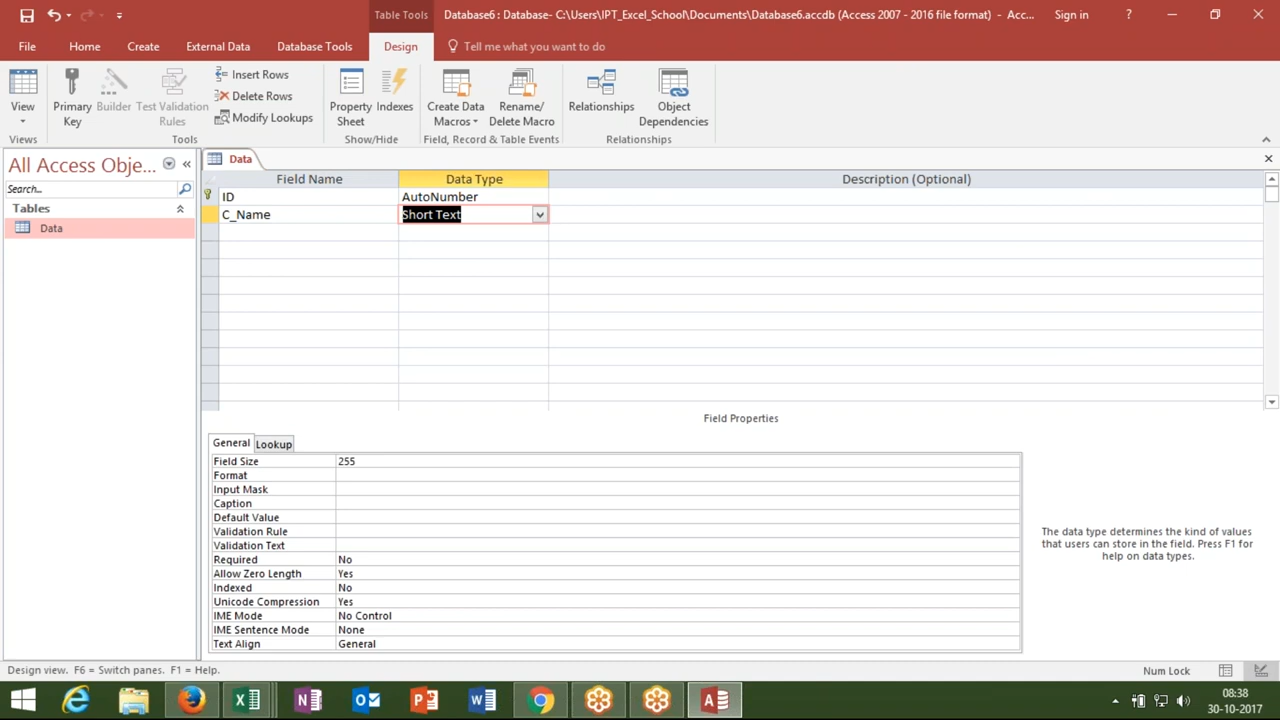 Table Tools
Database6 : Database- C:\Users\IPT_Excel_School\Documents\Database6.accdb (Access 2007 - 2016 file format) - Acc...
Sign in
?
File
Home
Create
External Data
Database Tools
Design
Tell me what you want to do
View
Primary Key
Builder
Test Validation Rules
Insert Rows
Delete Rows
Modify Lookups
Property Sheet
Indexes
Create Data Macros
Rename/ Delete Macro
Relationships
Object Dependencies
Views
Tools
Show/Hide
Field, Record & Table Events
Relationships
All Access Obje...
Search...
Tables
Data
Data
Field Name
Data Type
Description (Optional)
ID
AutoNumber
C_Name
Short Text
Field Properties
General
Lookup
Field Size
255
Format
Input Mask
Caption
Default Value
Validation Rule
Validation Text
Required
No
Allow Zero Length
Yes
Indexed
No
Unicode Compression
Yes
IME Mode
No Control
IME Sentence Mode
None
Text Align
General
The data type determines the kind of values
that users can store in the field. Press F1 for
help on data types.
Design view. F6 = Switch panes. F1 = Help.
Num Lock
08:38
30-10-2017